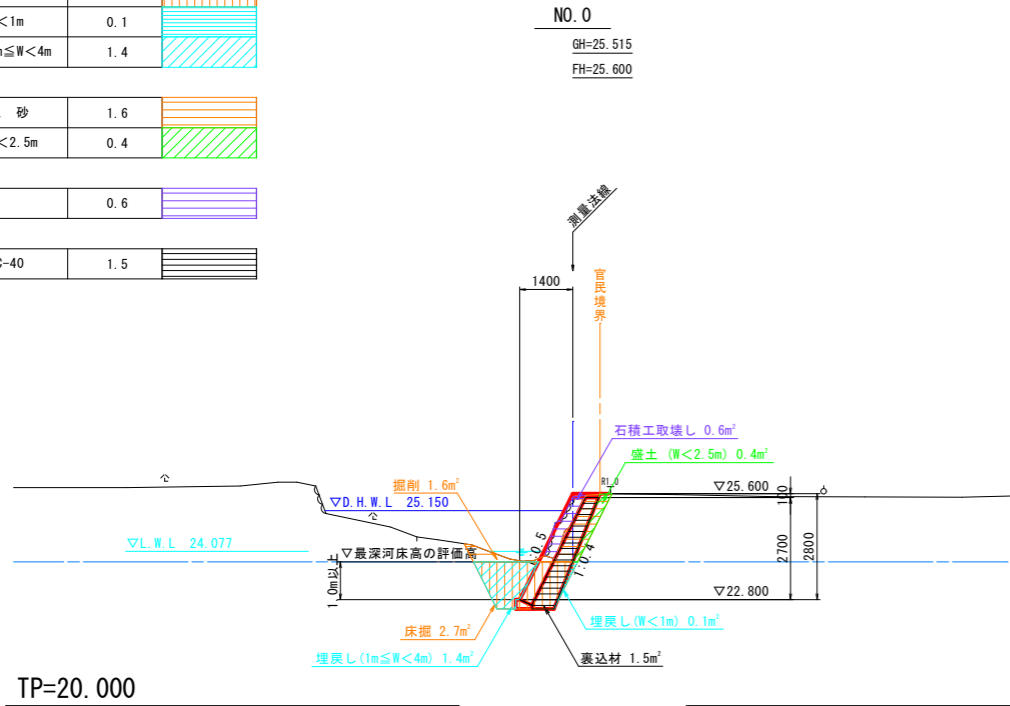 <1m 0.1
≦W<4m 1.4
砂 1.6
<2.5m 0.4
0.6
C-40 1.5
NO.0
GH=25.515
FH=25.600
測量法線
1400
官民境界
石積工取壊し 0.6m²
盛土 (W<2.5m) 0.4m²
掘削 1.6m²
R1.0
▽25.600
100
▽D.H.W.L 25.150
▽L.W.L 24.077
▽最深河床高の評価高
:0.5
1:0.4
2700
2800
1.0m以上
▽22.800
床掘 2.7m²
埋戻し(W<1m) 0.1m²
埋戻し(1m≦W<4m) 1.4m²
裏込材 1.5m²
TP=20.000